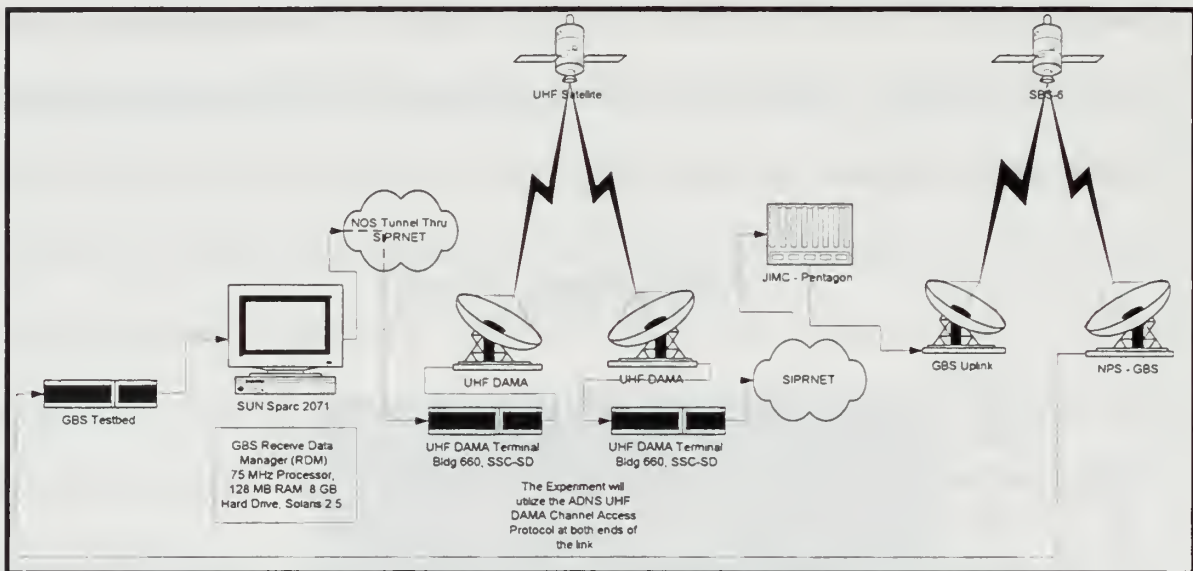 UHF Satellite
SBS-6
NOS Tunnel Thru
SIPRNET
JIMC - Pentagon
GBS Testbed
SUN Sparc 2071
UHF DAMA
UHF DAMA
SIPRNET
GBS Uplink
NPS - GBS
GBS Receive Data
Manager (RDM)
75 MHz Processor,
128 MB RAM 8 GB
Hard Drive, Solaris 2.5
UHF DAMA Terminal
Bldg 660, SSC-SD
UHF DAMA Terminal
Bldg 660, SSC-SD
The Experiment will
utilize the ADNS UHF
DAMA Channel Access
Protocol at both ends of
the link